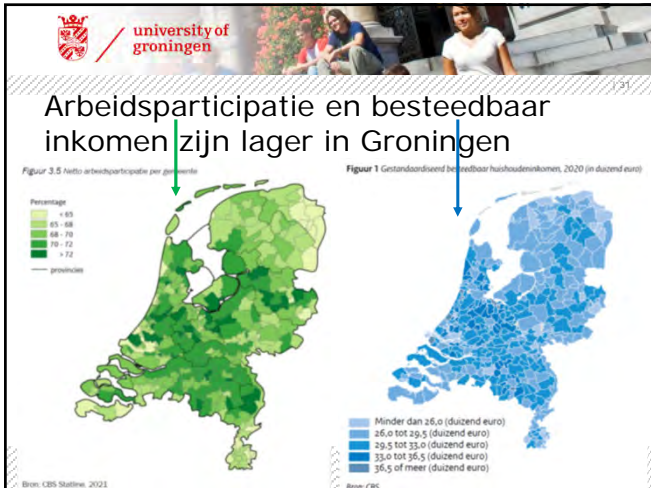 university of
groningen
| 31
Arbeidsparticipatie en besteedbaar
inkomen zijn lager in Groningen
Figuur 3.5 Netto arbeidsparticipatie per gemeente
Percentage
< 65
65 - 68
68 - 70
70 - 72
> 72
provincies
Bron: CBS Statline, 2021
Figuur 1 Gestandaardiseerd besteedbaar huishoudeninkomen, 2020 (in duizend euro)
Minder dan 26,0 (duizend euro)
26,0 tot 29,5 (duizend euro)
29,5 tot 33,0 (duizend euro)
33,0 tot 36,5 (duizend euro)
36,5 of meer (duizend euro)
Bron: CBS